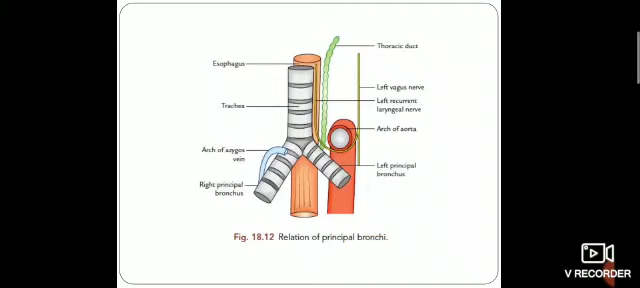 Thoracic duct
Esophagus
Left vagus nerve
Trachea
Left recurrent
laryngeal nerve
Arch of aorta
Arch of azygos
vein
Left principal
bronchus
Right principal
bronchus
Fig. 18.12 Relation of principal bronchi.
V RECORDER